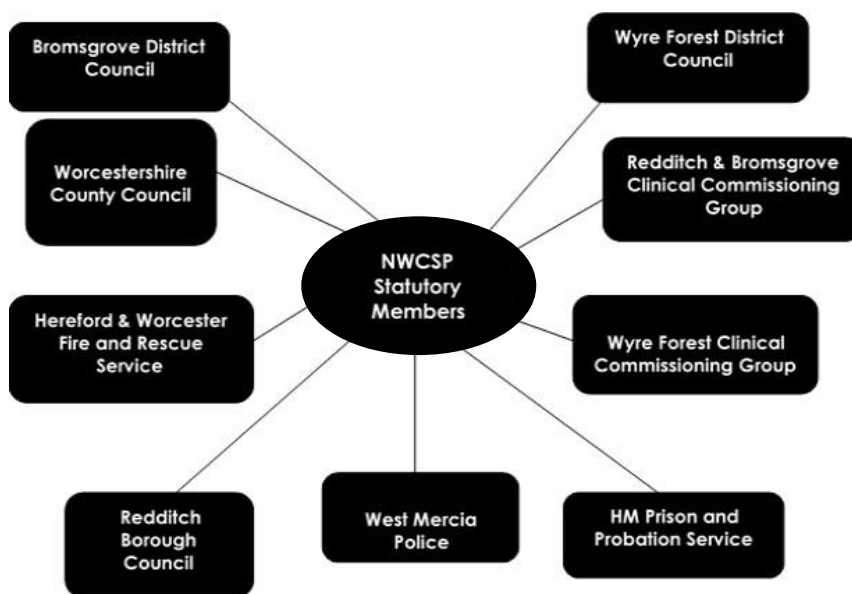 Bromsgrove District
Council
Wyre Forest District
Council
Worcestershire
County Council
Redditch & Bromsgrove
Clinical Commissioning
Group
NWCSP
Statutory
Members
Hereford & Worcester
Fire and Rescue
Service
Wyre Forest Clinical
Commissioning Group
Redditch
Borough
Council
West Mercia
Police
HM Prison and
Probation Service